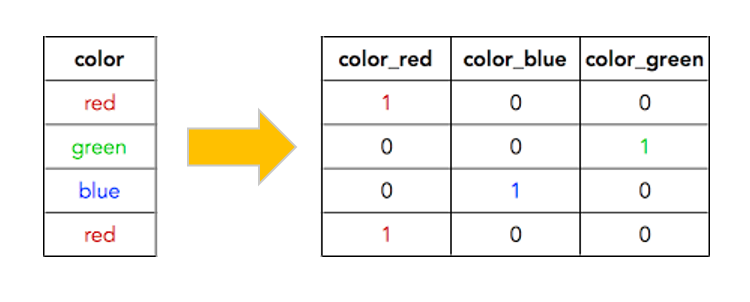 color
red
green
blue
red
color_red color_blue color_green
1 0 0
0 0 1
0 1 0
1 0 0